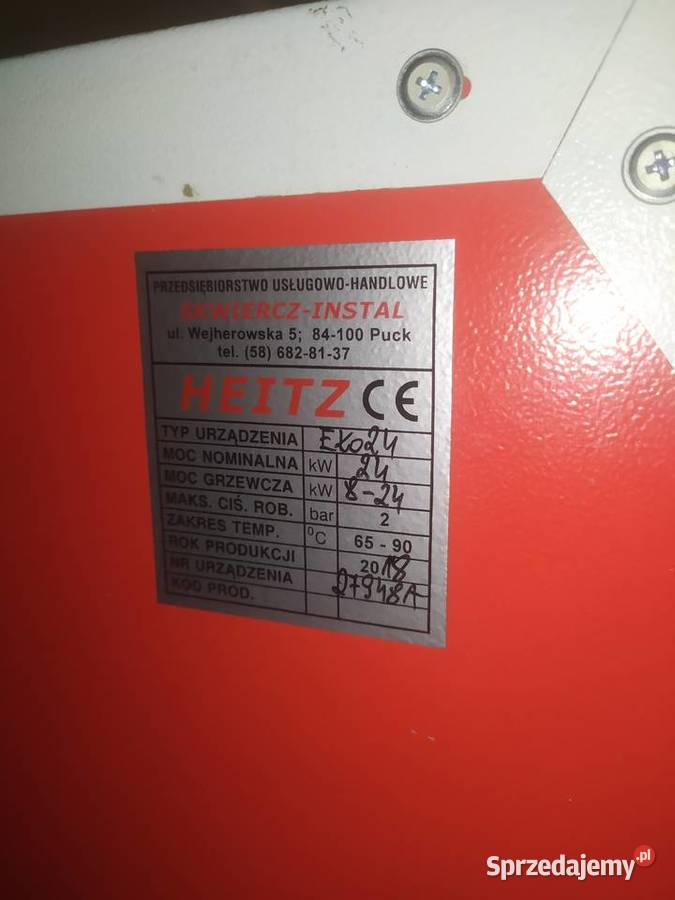 PRZEDSIĘBIORSTWO USŁUGOWO-HANDLOWE
SKWIERCZ-INSTAL
ul. Wejherowska 5; 84-100 Puck
tel. (58) 682-81-37
HEITZ CE
TYP URZĄDZENIA EKo24
MOC NOMINALNA kW 24
MOC GRZEWCZA kW 8-24
MAKS. CIŚ. ROB. bar 2
ZAKRES TEMP. °C 65 - 90
ROK PRODUKCJI 2018
NR URZĄDZENIA 27948A
KOD PROD.
Sprzedajemy.pl